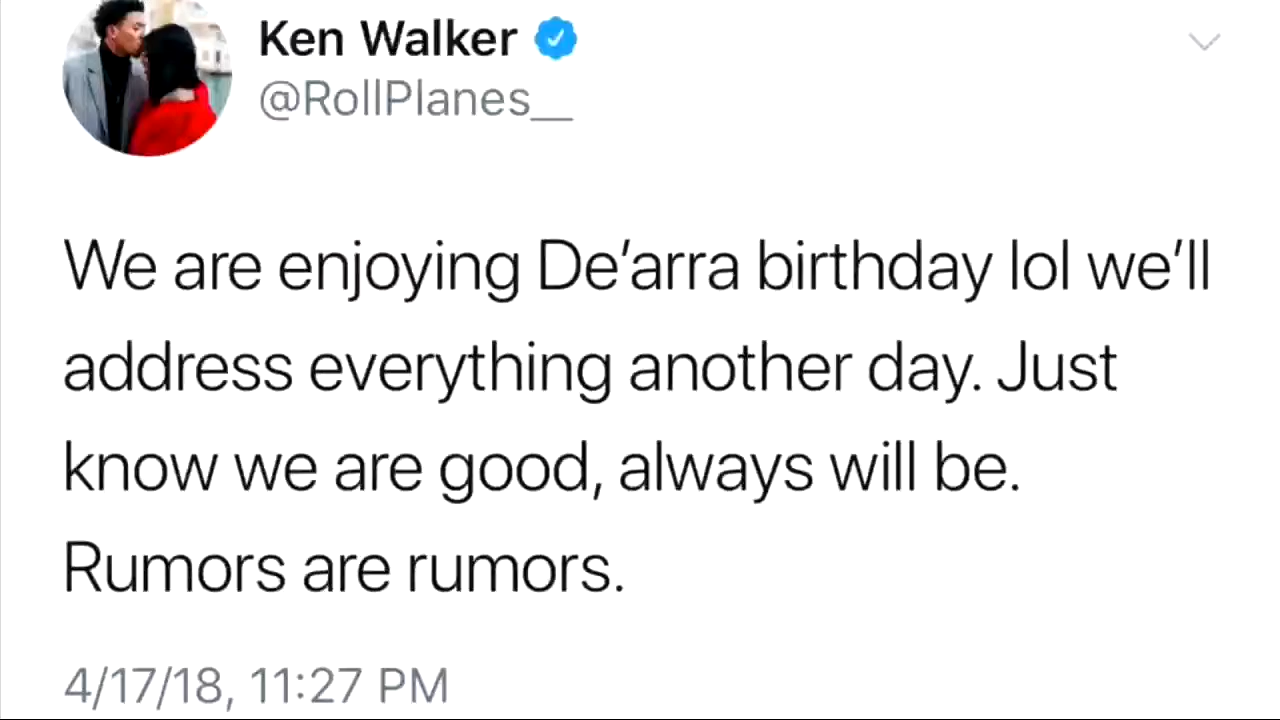 Ken Walker
@RollPlanes__
We are enjoying De’arra birthday lol we’ll
address everything another day. Just
know we are good, always will be.
Rumors are rumors.
4/17/18, 11:27 PM